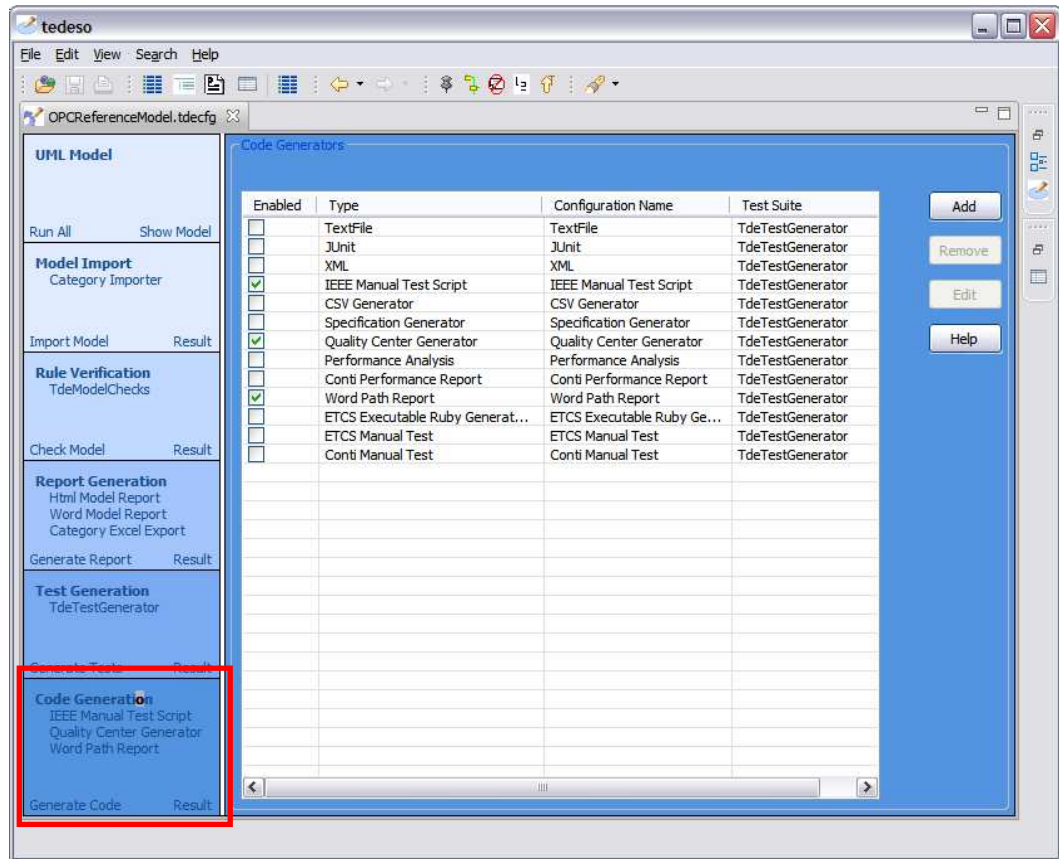 tedeso
File Edit View Search Help
OPCReferenceModel.tdecfg
UML Model
Run All Show Model
Model Import
Category Importer
Import Model Result
Rule Verification
TdeModelChecks
Check Model Result
Report Generation
Html Model Report
Word Model Report
Category Excel Export
Generate Report Result
Test Generation
TdeTestGenerator
Generate Tests Result
Code Generation
IEEE Manual Test Script
Quality Center Generator
Word Path Report
Generate Code Result
Code Generators
Enabled Type Configuration Name Test Suite
TextFile TextFile TdeTestGenerator
JUnit JUnit TdeTestGenerator
XML XML TdeTestGenerator
IEEE Manual Test Script IEEE Manual Test Script TdeTestGenerator
CSV Generator CSV Generator TdeTestGenerator
Specification Generator Specification Generator TdeTestGenerator
Quality Center Generator Quality Center Generator TdeTestGenerator
Performance Analysis Performance Analysis TdeTestGenerator
Conti Performance Report Conti Performance Report TdeTestGenerator
Word Path Report Word Path Report TdeTestGenerator
ETCS Executable Ruby Generat... ETCS Executable Ruby Ge... TdeTestGenerator
ETCS Manual Test ETCS Manual Test TdeTestGenerator
Conti Manual Test Conti Manual Test TdeTestGenerator
Add
Remove
Edit
Help